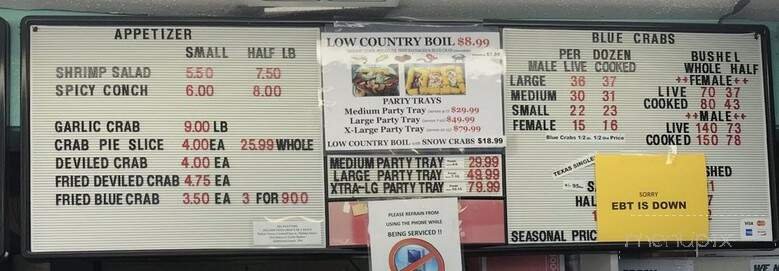 APPETIZER
SMALL HALF LB
SHRIMP SALAD 5.50 7.50
SPICY CONCH 6.00 8.00
GARLIC CRAB 9.00 LB
CRAB PIE SLICE 4.00EA 25.99 WHOLE
DEVILED CRAB 4.00 EA
FRIED DEVILED CRAB 4.75 EA
FRIED BLUE CRAB 3.50 EA 3 FOR 900
LOW COUNTRY BOIL $8.99
PARTY TRAYS
Medium Party Tray $29.99
Large Party Tray $49.99
X-Large Party Tray $79.99
LOW COUNTRY BOIL with SNOW CRABS $18.99
MEDIUM PARTY TRAY 29.99
LARGE PARTY TRAY 49.99
XTRA-LG PARTY TRAY 79.99
PLEASE REFRAIN FROM
USING THE PHONE WHILE
BEING SERVICED !!
BLUE CRABS
PER DOZEN BUSHEL
MALE LIVE COOKED WHOLE HALF
++FEMALE++
LARGE 36 37
LIVE 70 37
MEDIUM 30 31
COOKED 80 43
SMALL 22 23
++MALE++
FEMALE 15 16
LIVE 140 73
Blue Crabs 1/2, 1/2 the Price
COOKED 150 78
TEXAS SINGLE
SORRY
EBT IS DOWN
SEASONAL PRIC
VISA
menupix